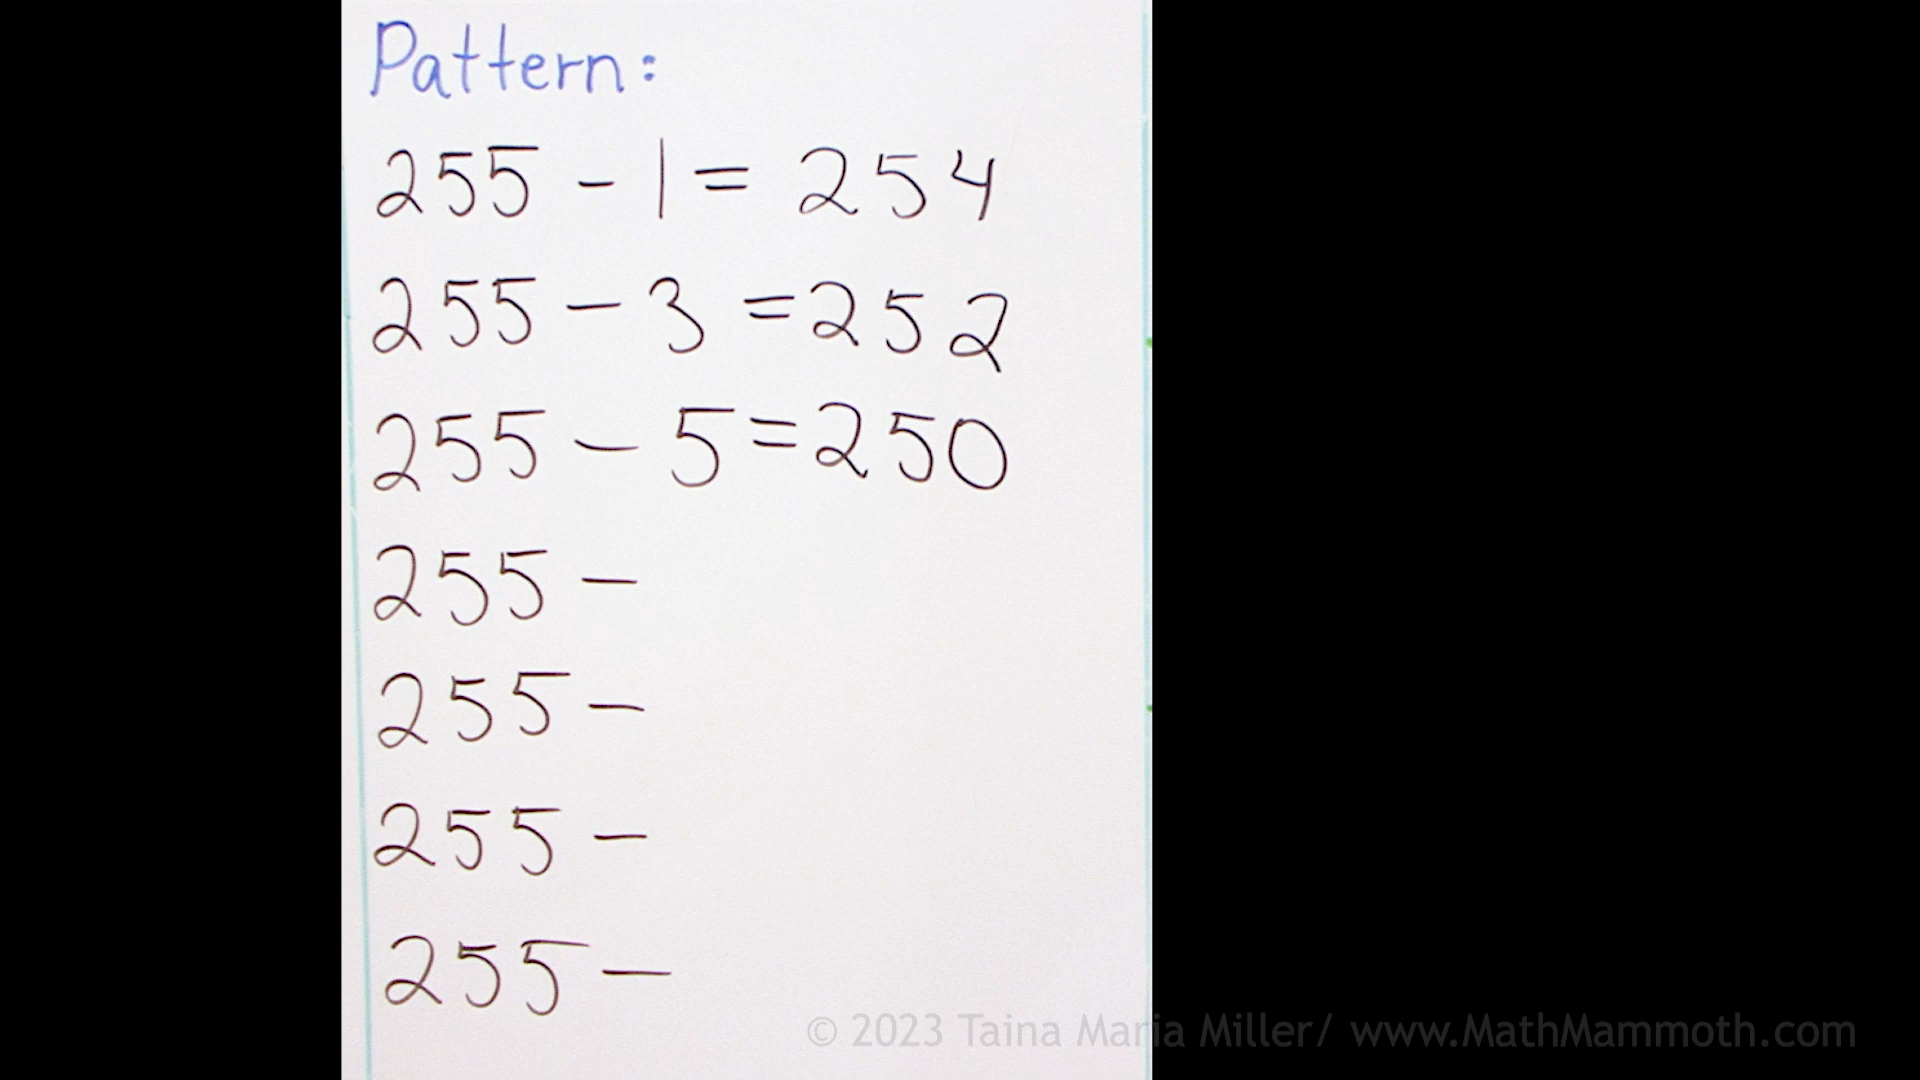 Pattern:
255 - 1 = 254
255 - 3 = 252
255 - 5 = 250
255 -
255 -
255 -
255 -
© 2023 Taina Maria Miller/ www.MathMammoth.com